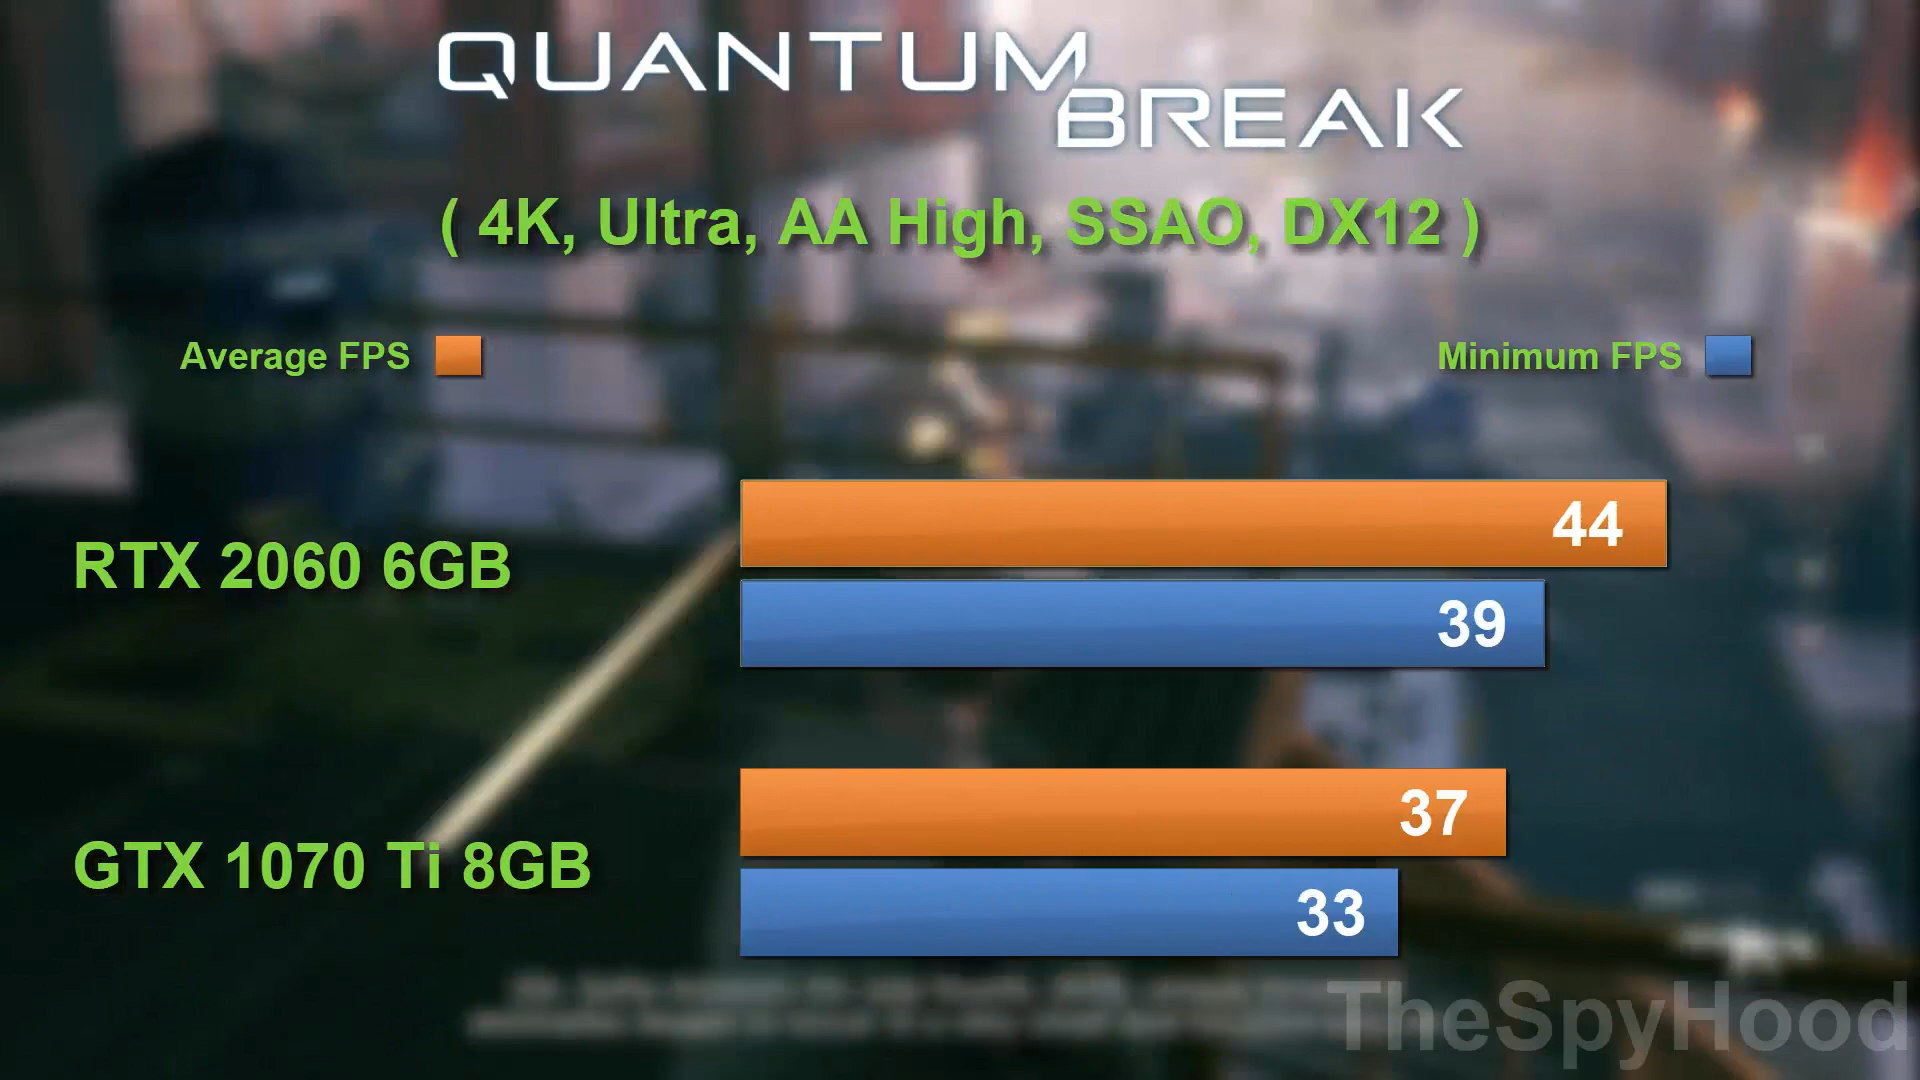 QUANTUM
BREAK
( 4K, Ultra, AA High, SSAO, DX12 )
Average FPS
Minimum FPS
RTX 2060 6GB
44
39
GTX 1070 Ti 8GB
37
33
TheSpyHood